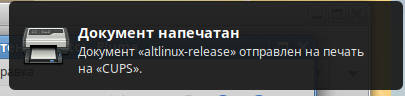 Документ напечатан
Документ «altlinux-release» отправлен на печать
на «CUPS».